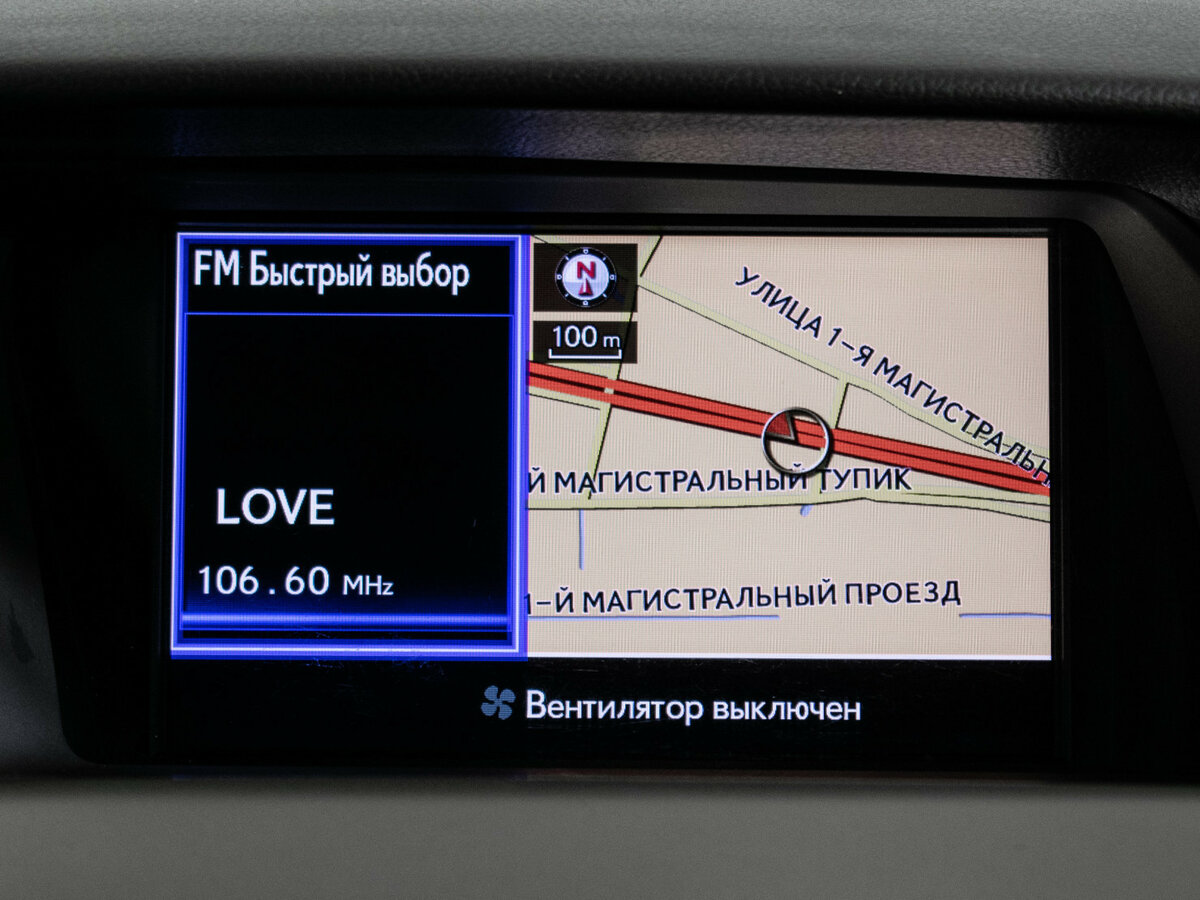 FM Быстрый выбор
LOVE
106.60 MHz
N
100 m
УЛИЦА 1-Я МАГИСТРАЛЬН
Й МАГИСТРАЛЬНЫЙ ТУПИК
1-Й МАГИСТРАЛЬНЫЙ ПРОЕЗД
Вентилятор выключен